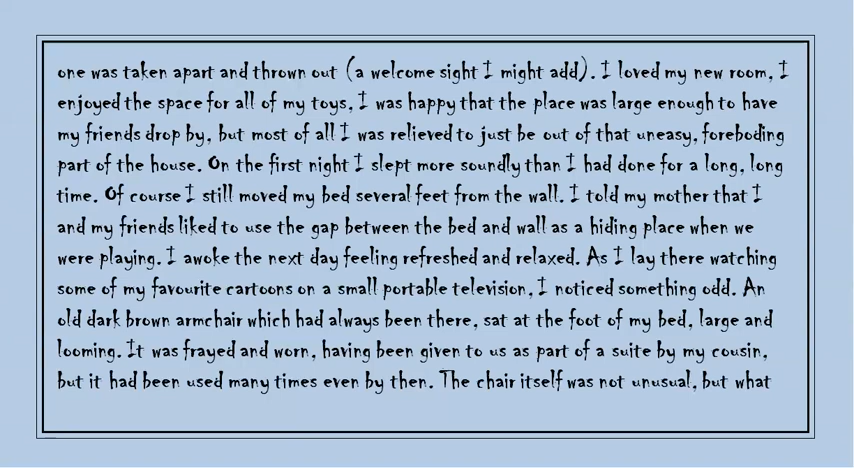 one was taken apart and thrown out (a welcome sight I might add). I loved my new room, I
enjoyed the space for all of my toys, I was happy that the place was large enough to have
my friends drop by, but most of all I was relieved to just be out of that uneasy, foreboding
part of the house. On the first night I slept more soundly than I had done for a long, long
time. Of course I still moved my bed several feet from the wall. I told my mother that I
and my friends liked to use the gap between the bed and wall as a hiding place when we
were playing. I awoke the next day feeling refreshed and relaxed. As I lay there watching
some of my favourite cartoons on a small portable television, I noticed something odd. An
old dark brown armchair which had always been there, sat at the foot of my bed, large and
looming. It was frayed and worn, having been given to us as part of a suite by my cousin,
but it had been used many times even by then. The chair itself was not unusual, but what